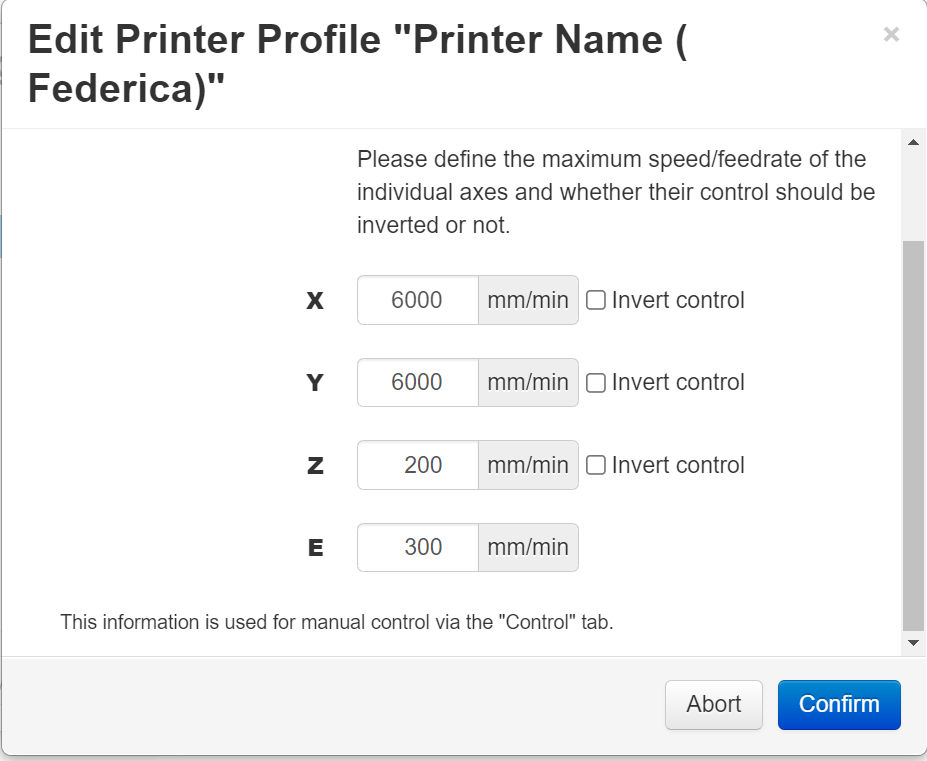 Edit Printer Profile "Printer Name (
Federica)"
×
Please define the maximum speed/feedrate of the
individual axes and whether their control should be
inverted or not.
X 6000 mm/min Invert control
Y 6000 mm/min Invert control
Z 200 mm/min Invert control
E 300 mm/min
This information is used for manual control via the "Control" tab.
Abort Confirm